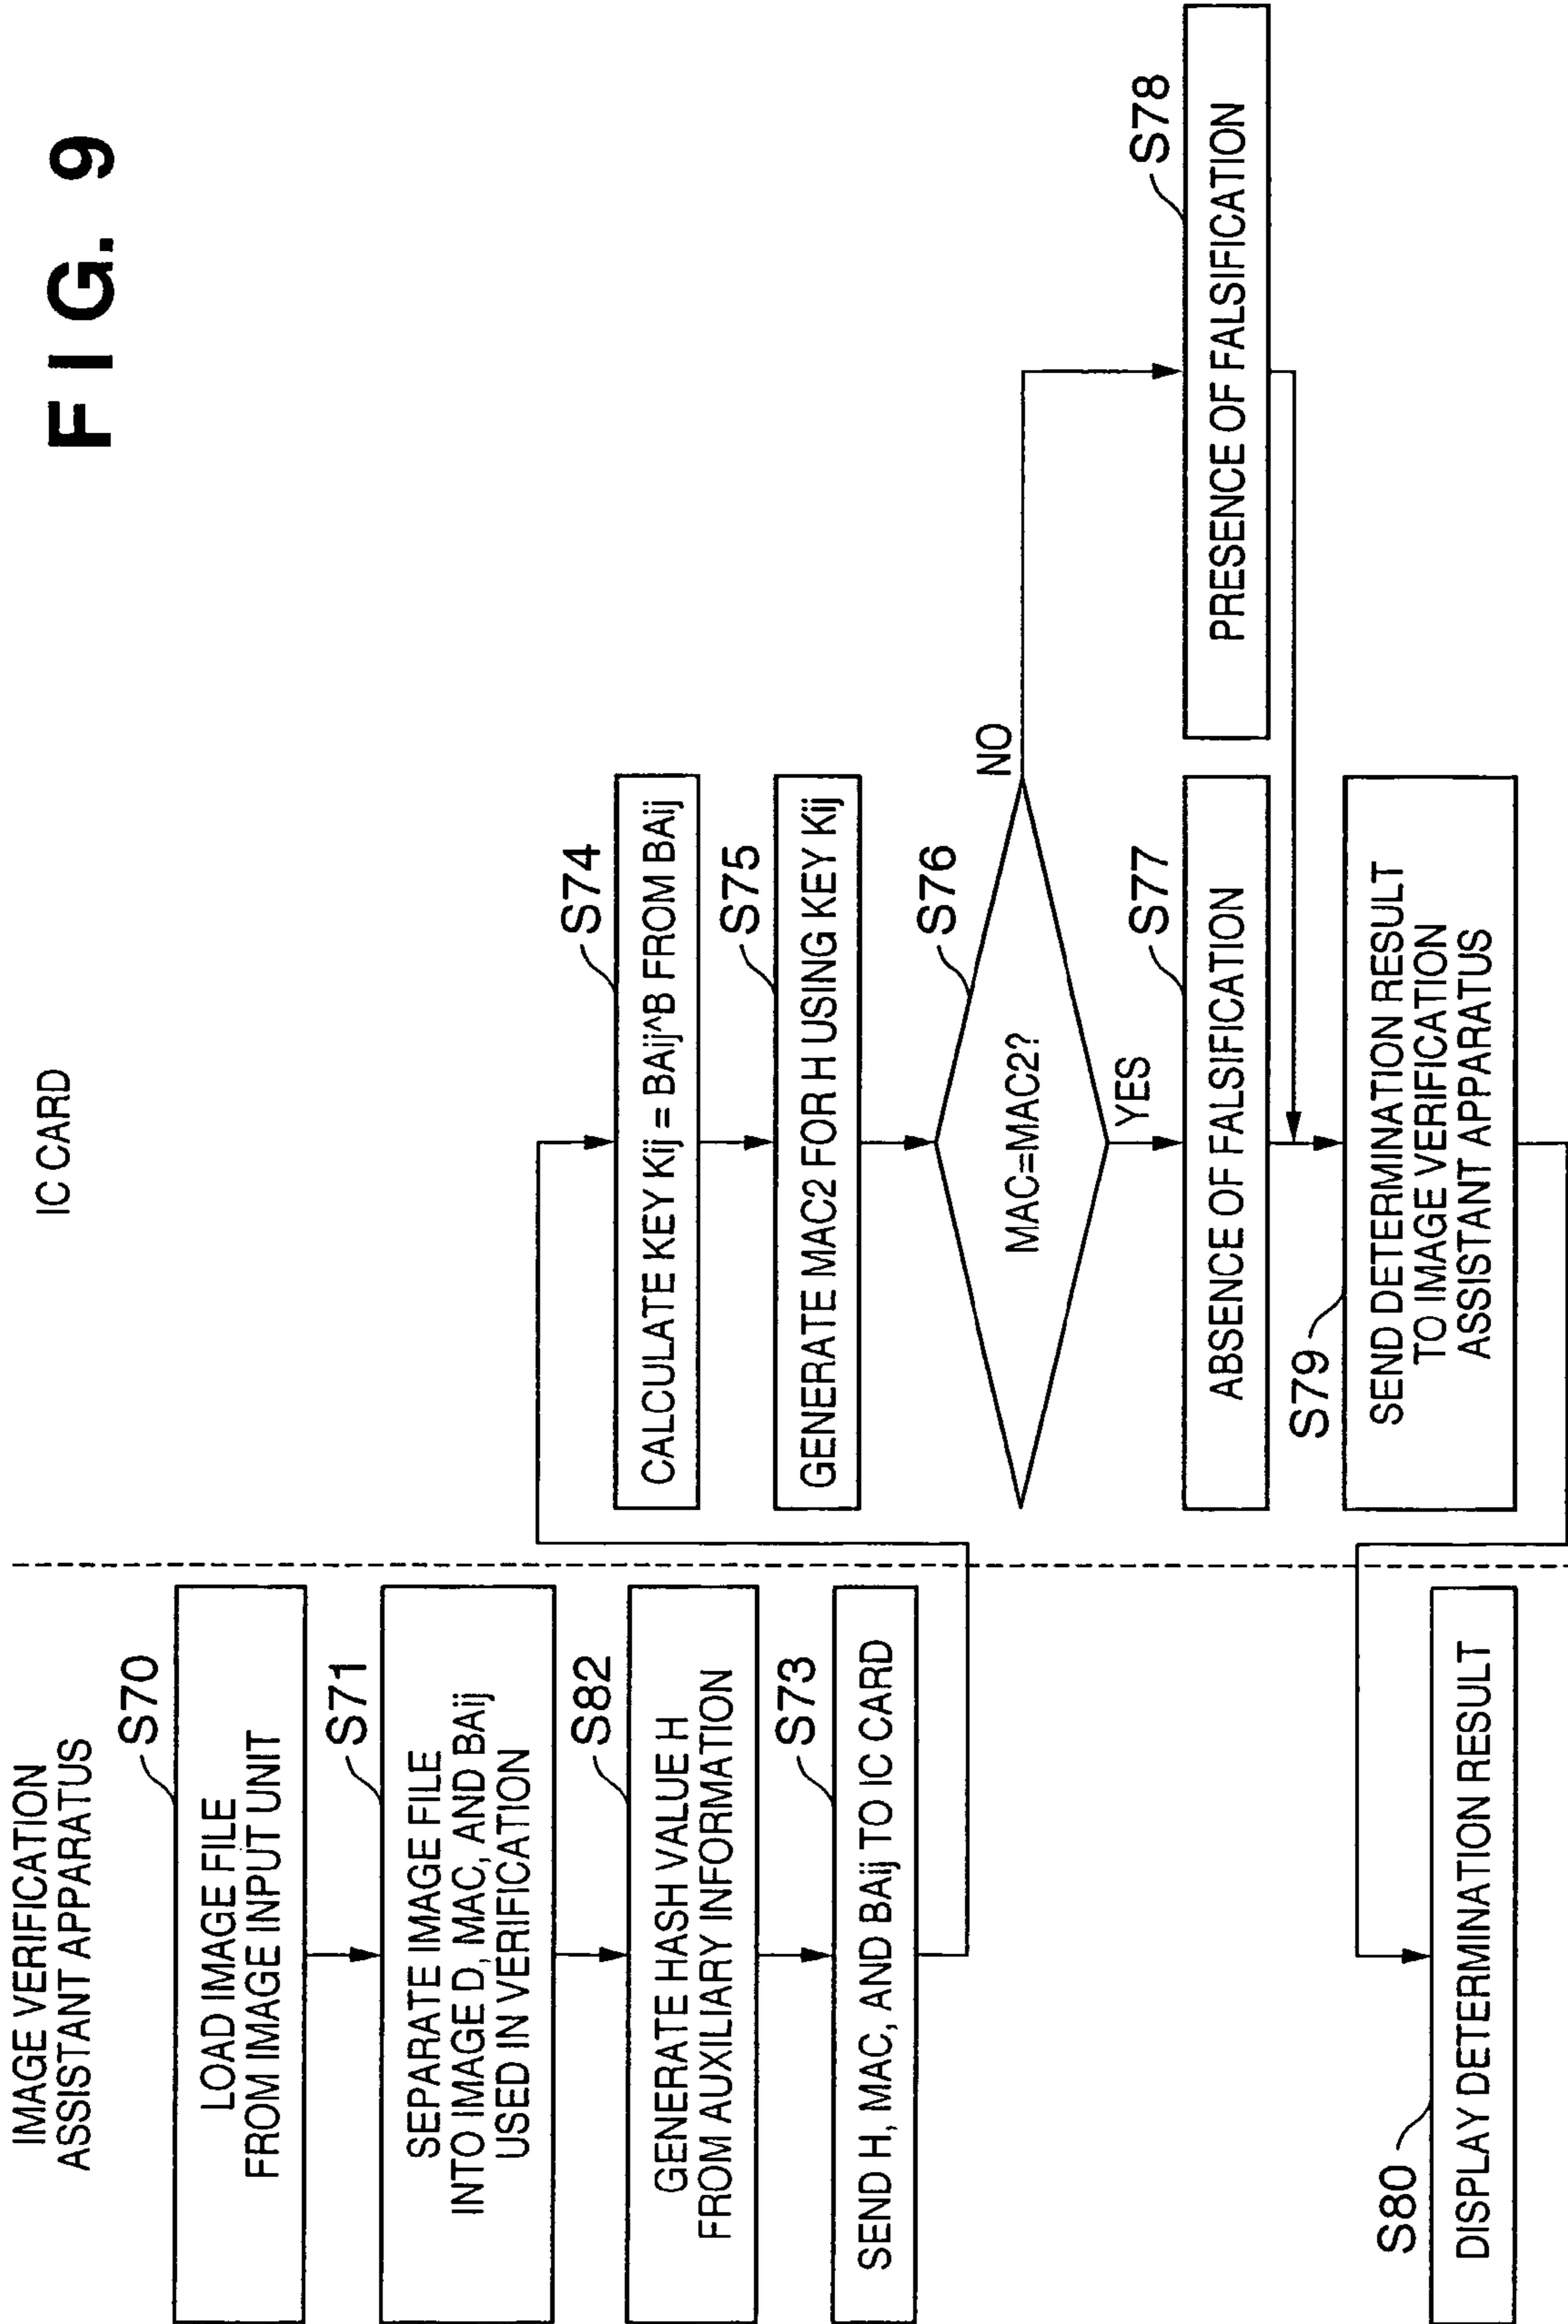 FIG. 9
IMAGE VERIFICATION
ASSISTANT APPARATUS
S70
LOAD IMAGE FILE
FROM IMAGE INPUT UNIT
S71
SEPARATE IMAGE FILE
INTO IMAGE D, MAC, AND BAij
USED IN VERIFICATION
S82
GENERATE HASH VALUE H
FROM AUXILIARY INFORMATION
S73
SEND H, MAC, AND BAij TO IC CARD
IC CARD
S74
CALCULATE KEY Kij = BAij^B FROM BAij
S75
GENERATE MAC2 FOR H USING KEY Kij
S76
MAC=MAC2?
NO
YES
S77
ABSENCE OF FALSIFICATION
S78
PRESENCE OF FALSIFICATION
S79
SEND DETERMINATION RESULT
TO IMAGE VERIFICATION
ASSISTANT APPARATUS
S80
DISPLAY DETERMINATION RESULT